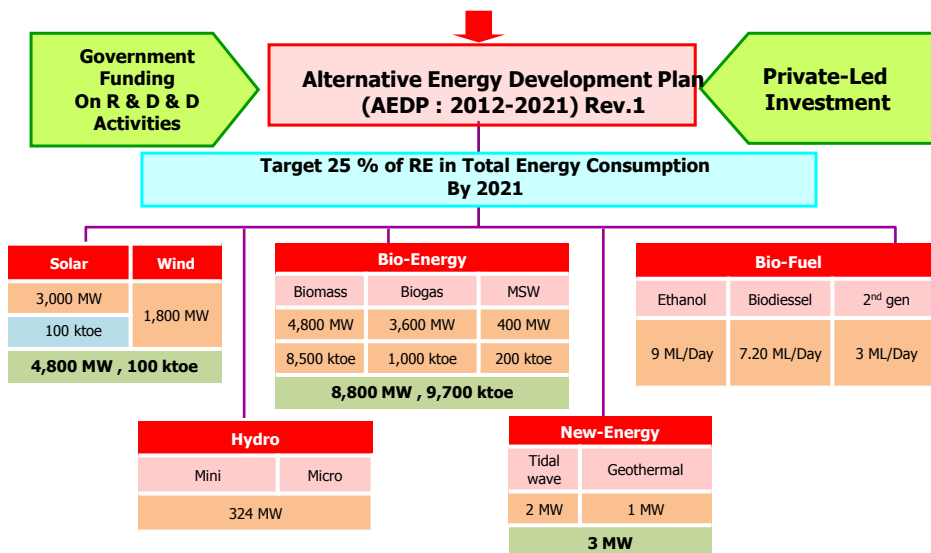 Government
Funding
On R & D & D
Activities
Alternative Energy Development Plan
(AEDP : 2012-2021) Rev.1
Private-Led
Investment
Target 25 % of RE in Total Energy Consumption
By 2021
Solar
Wind
3,000 MW
1,800 MW
100 ktoe
4,800 MW , 100 ktoe
Bio-Energy
Biomass
Biogas
MSW
4,800 MW
3,600 MW
400 MW
8,500 ktoe
1,000 ktoe
200 ktoe
8,800 MW , 9,700 ktoe
Bio-Fuel
Ethanol
Biodiessel
2nd gen
9 ML/Day
7.20 ML/Day
3 ML/Day
Hydro
Mini
Micro
324 MW
New-Energy
Tidal
wave
Geothermal
2 MW
1 MW
3 MW